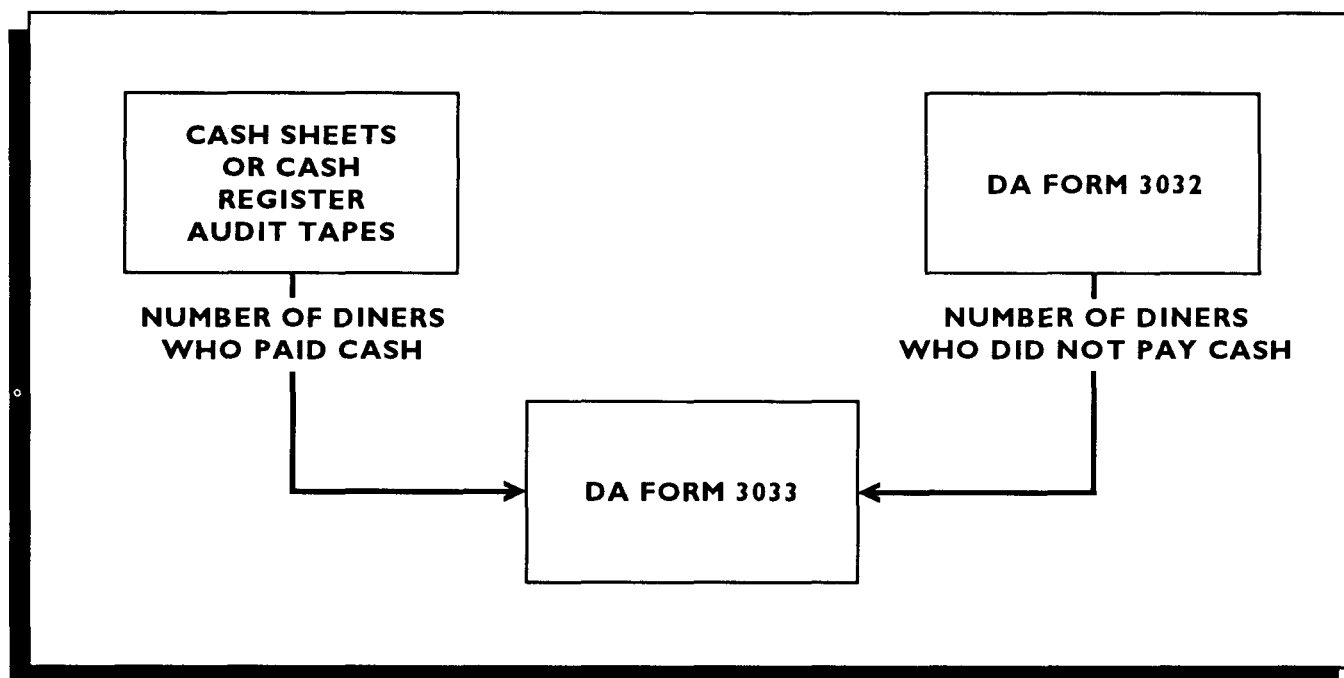 CASH SHEETS
OR CASH
REGISTER
AUDIT TAPES
DA FORM 3032
NUMBER OF DINERS
WHO PAID CASH
NUMBER OF DINERS
WHO DID NOT PAY CASH
DA FORM 3033